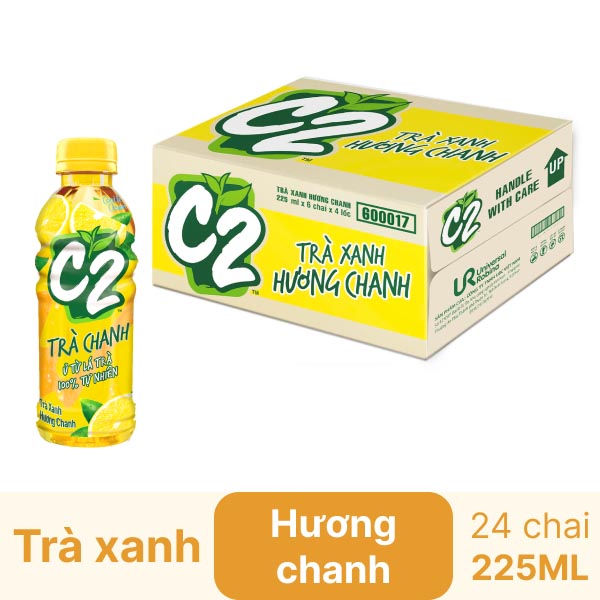 C2
TRÀ XANH
HƯƠNG CHANH
TRÀ XANH HƯƠNG CHANH
225 ml x 6 chai x 4 lốc
600017
C2
TRÀ XANH
HƯƠNG CHANH
UP
C2
HANDLE
WITH CARE
UR Universal
Robina
C2
TRÀ CHANH
Ủ TỪ LÁ TRÀ
100% TỰ NHIÊN
Trà Xanh
Hương Chanh
Trà xanh
Hương
chanh
24 chai
225ML